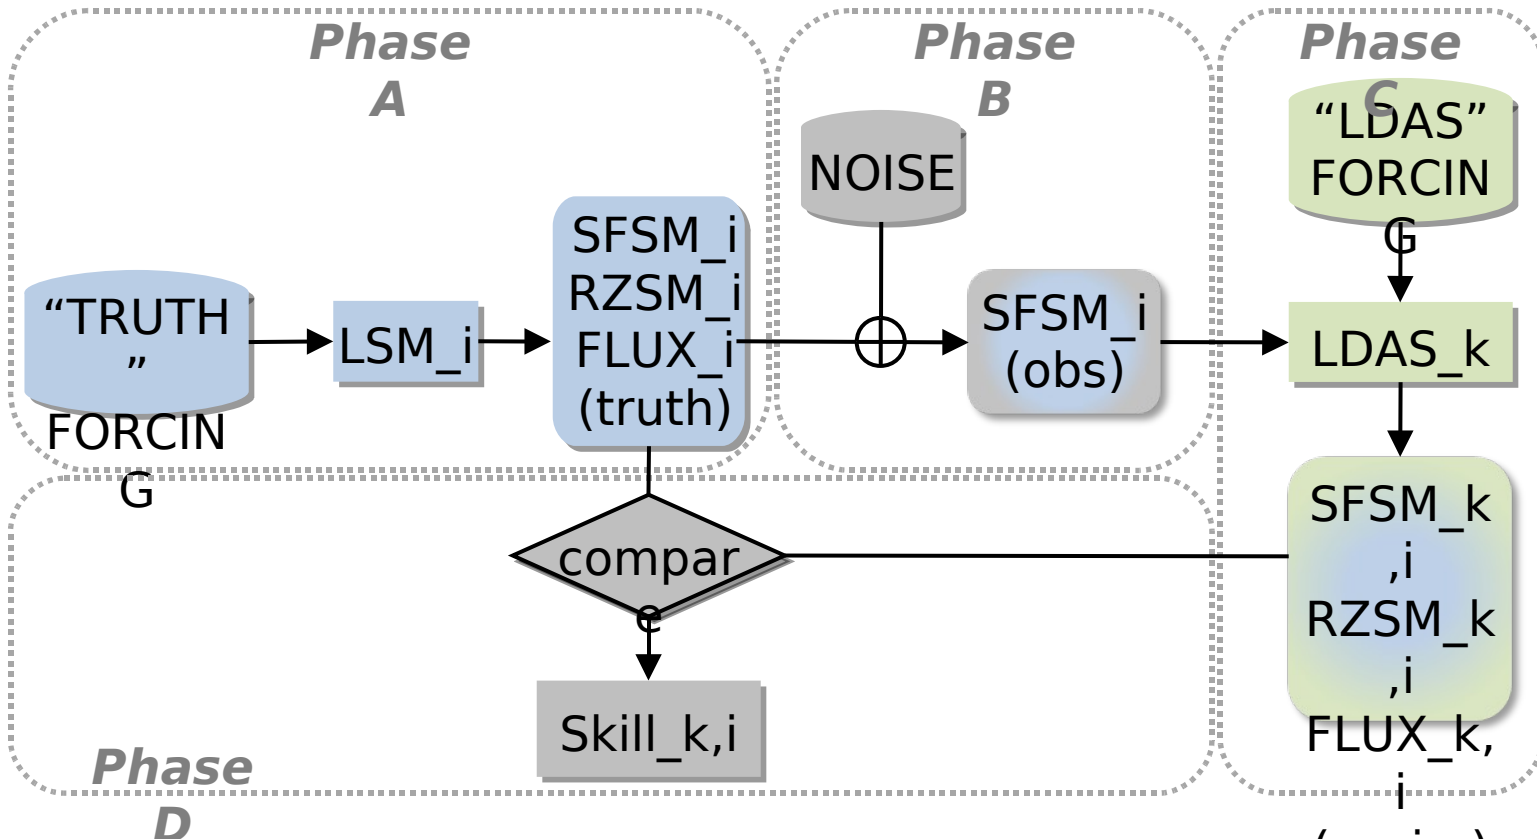 Phase
A
“TRUTH
”
FORCIN
G
LSM_i
SFSM_i
RZSM_i
FLUX_i
(truth)
Phase
B
NOISE
SFSM_i
(obs)
Phase
C
“LDAS”
FORCIN
G
LDAS_k
SFSM_k
,i
RZSM_k
,i
FLUX_k,
i
compar
e
Skill_k,i
Phase
D